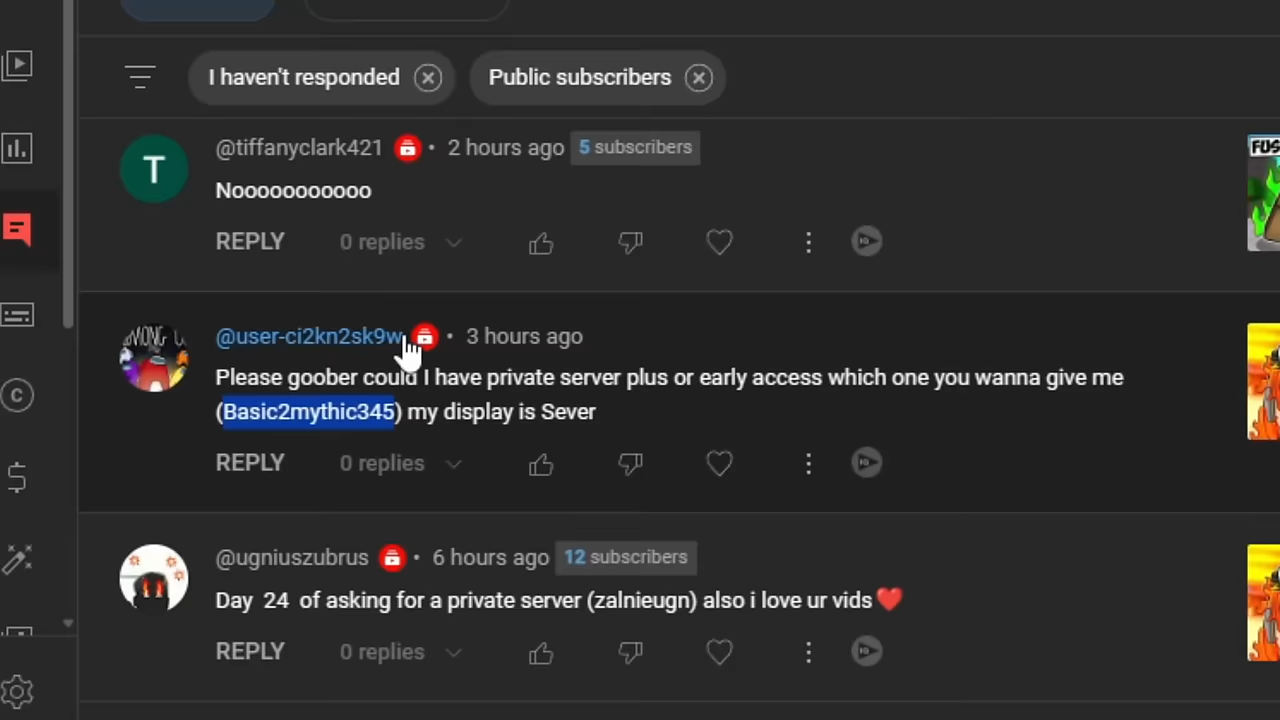 I haven't responded
Public subscribers
@tiffanyclark421 • 2 hours ago 5 subscribers
Nooooooooooo
REPLY 0 replies
@user-ci2kn2sk9w • 3 hours ago
Please goober could I have private server plus or early access which one you wanna give me
(Basic2mythic345) my display is Sever
REPLY 0 replies
@ugniuszubrus • 6 hours ago 12 subscribers
Day 24 of asking for a private server (zalnieugn) also i love ur vids❤️
REPLY 0 replies
T
FUS